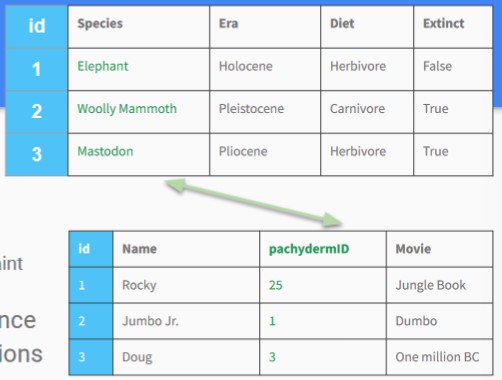 id Species Era Diet Extinct
1 Elephant Holocene Herbivore False
2 Woolly Mammoth Pleistocene Carnivore True
3 Mastodon Pliocene Herbivore True
id Name pachydermID Movie
aint
1 Rocky 25 Jungle Book
nce
2 Jumbo Jr. 1 Dumbo
ions
3 Doug 3 One million BC